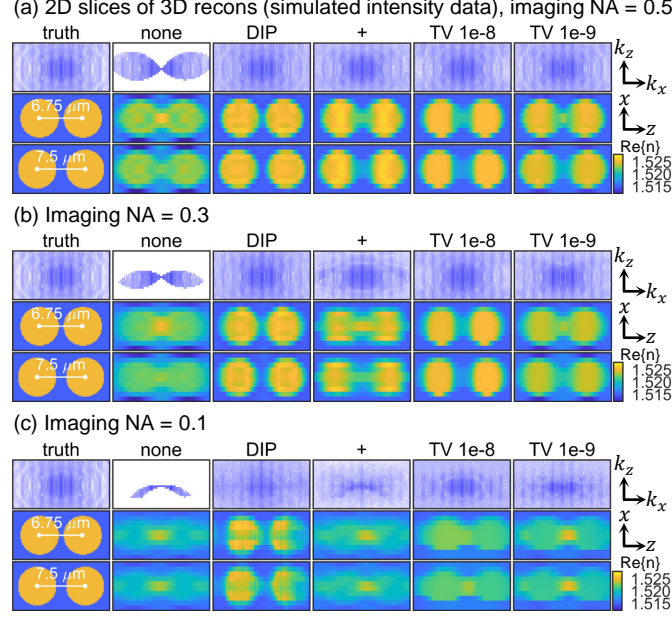 (a) 2D slices of 3D recons (simulated intensity data), imaging NA = 0.5
truth none DIP + TV 1e-8 TV 1e-9
k_z
k_x
6.75 μm
x
z
7.5 μm
Re{n}
1.525
1.520
1.515
(b) Imaging NA = 0.3
truth none DIP + TV 1e-8 TV 1e-9
k_z
k_x
6.75 μm
x
z
7.5 μm
Re{n}
1.525
1.520
1.515
(c) Imaging NA = 0.1
truth none DIP + TV 1e-8 TV 1e-9
k_z
k_x
6.75 μm
x
z
7.5 μm
Re{n}
1.525
1.520
1.515